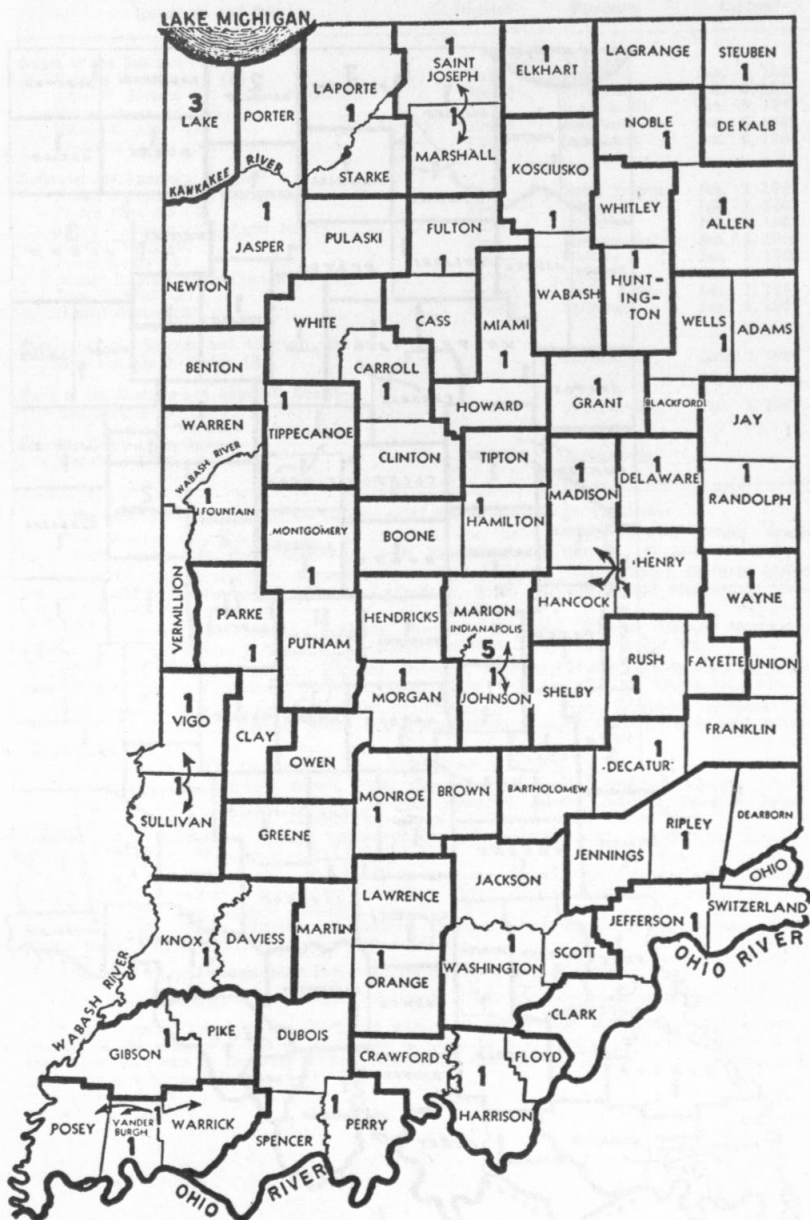 LAKE MICHIGAN
3
LAKE
PORTER
LAPORTE
1
1
SAINT
JOSEPH
1
ELKHART
LAGRANGE
STEUBEN
1
NOBLE
1
DE KALB
1
MARSHALL
STARKE
KOSCIUSKO
1
KANKAKEE RIVER
1
JASPER
PULASKI
FULTON
1
WHITLEY
1
ALLEN
NEWTON
WHITE
CASS
MIAMI
1
WABASH
1
HUNT-
ING-
TON
WELLS
1
ADAMS
BENTON
CARROLL
1
HOWARD
1
GRANT
BLACKFORD
JAY
WARREN
1
TIPPECANOE
CLINTON
TIPTON
1
MADISON
1
DELAWARE
1
RANDOLPH
WABASH RIVER
1
FOUNTAIN
MONTGOMERY
1
BOONE
1
HAMILTON
VERMILLION
PARKE
1
PUTNAM
HENDRICKS
MARION
INDIANAPOLIS
5
HANCOCK
1
HENRY
1
WAYNE
1
VIGO
CLAY
OWEN
1
MORGAN
1
JOHNSON
SHELBY
RUSH
1
FAYETTE
UNION
FRANKLIN
1
SULLIVAN
GREENE
MONROE
1
BROWN
BARTHOLOMEW
1
DECATUR
RIPLEY
1
DEARBORN
OHIO
JENNINGS
JACKSON
LAWRENCE
KNOX
1
DAVIESS
MARTIN
1
ORANGE
1
WASHINGTON
SCOTT
JEFFERSON 1
SWITZERLAND
OHIO RIVER
WABASH RIVER
GIBSON
PIKE
DUBOIS
CRAWFORD
CLARK
FLOYD
1
HARRISON
POSEY
VANDER
BURGH
1
WARRICK
SPENCER
1
PERRY
OHIO RIVER